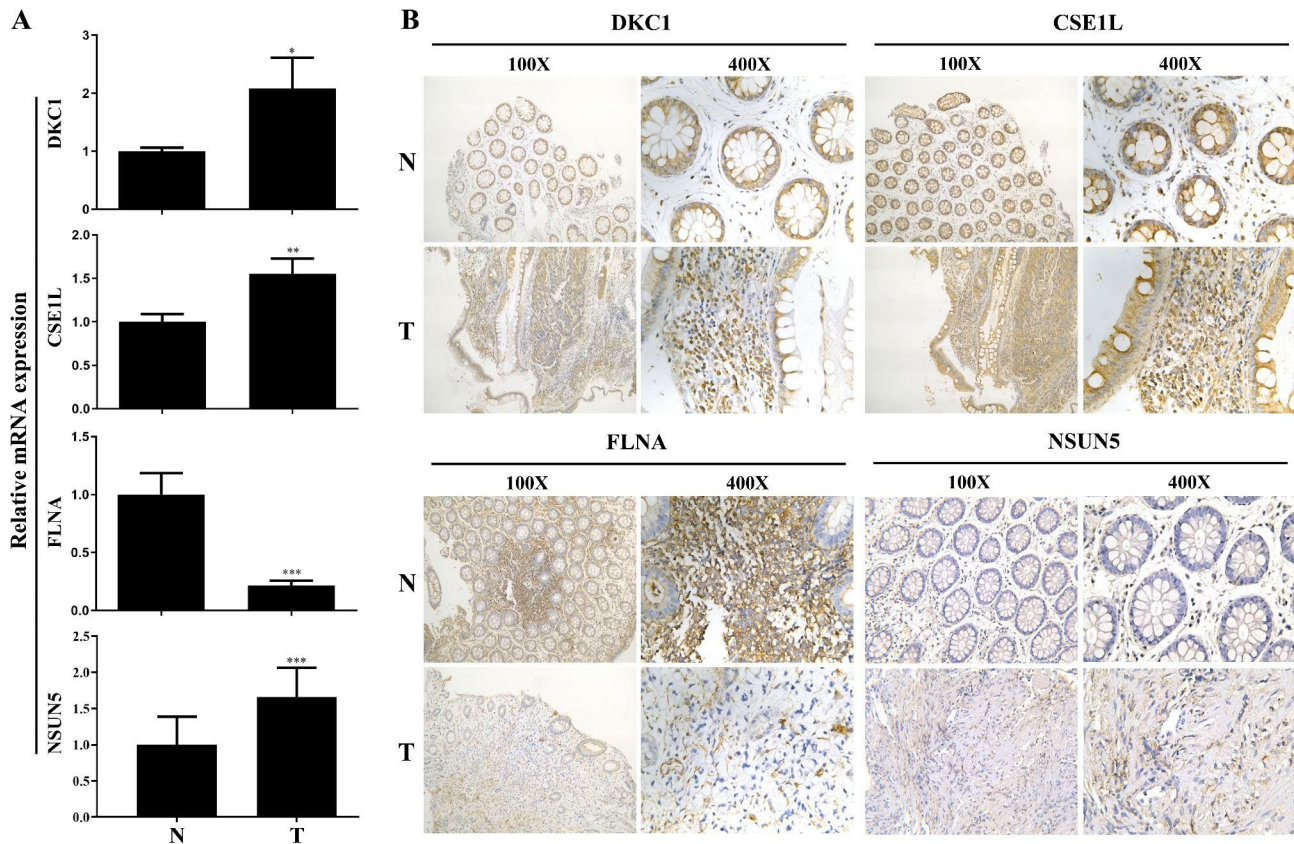 A
Relative mRNA expression
DKC1
3
2
1
0
*
CSE1L
2.0
1.5
1.0
0.5
0.0
**
FLNA
1.5
1.0
0.5
0.0
***
NSUN5
2.5
2.0
1.5
1.0
0.5
0.0
***
N T
B
DKC1 CSE1L
100X 400X 100X 400X
N
T
FLNA NSUN5
100X 400X 100X 400X
N
T